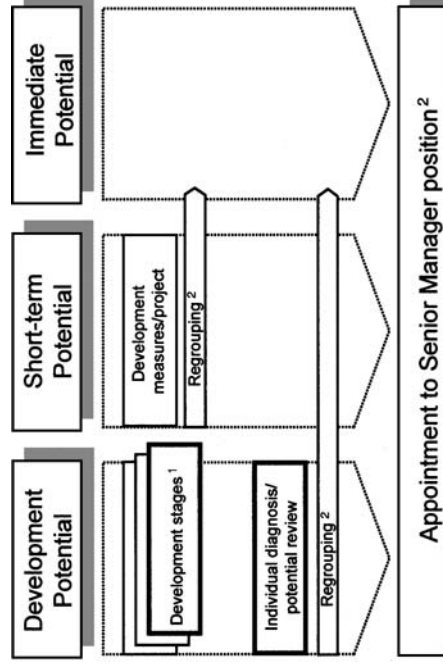 Development
Potential
Short-term
Potential
Immediate
Potential
Development stages ¹
Development
measures/project
Regrouping ²
Individual diagnosis/
potential review
Regrouping ²
Appointment to Senior Manager position ²